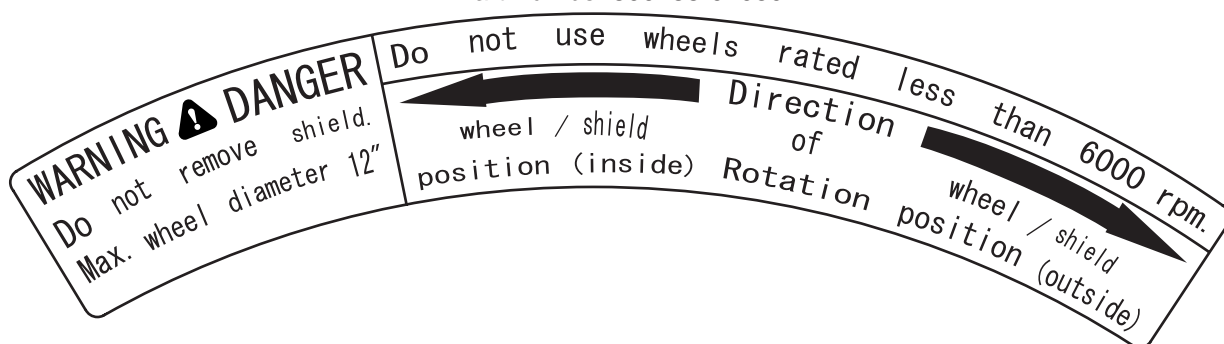 WARNING DANGER
Do not remove shield.
Max. wheel diameter 12"
Do not use wheels rated less than 6000 rpm.
wheel / shield
position (inside)
Direction
of
Rotation
wheel / shield
position (outside)